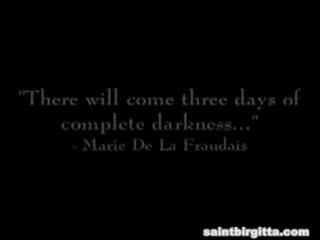 "There will come three days of
complete darkness..."
- Marie De La Fraudais
saintbirgitta.com